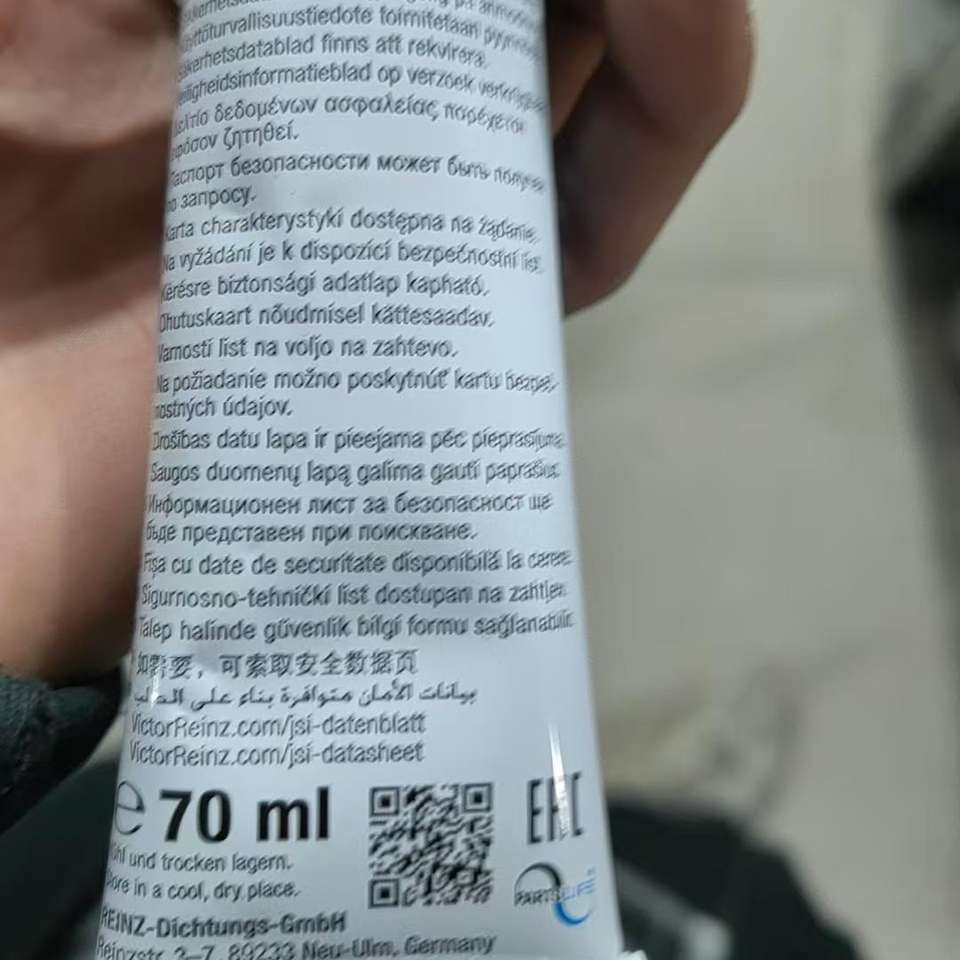 käyttöturvallisuustiedote toimitetaan
säkerhetsdatablad finns att rekvirera.
veiligheidsinformatieblad op verzoek
Δελτίο δεδομένων ασφαλείας παρέχεται
εφόσον ζητηθεί.
Паспорт безопасности может быть
по запросу.
Karta charakterystyki dostępna na żądanie.
Na vyžádání je k dispozici bezpečnostní list.
Kérésre biztonsági adatlap kapható.
Ohutuskaart nõudmisel kättesaadav.
Varnosti list na voljo na zahtevo.
Na požiadanie možno poskytnúť kartu bezpeč-
nostných údajov.
Drošības datu lapa ir pieejama pēc pieprasījuma.
Saugos duomenų lapą galima gauti paprašius.
Информационен лист за безопасност ще
бъде представен при поискване.
Fișa cu date de securitate disponibilă la cerere.
Sigurnosno-tehnički list dostupan na zahtjev.
Talep halinde güvenlik bilgi formu sağlanabilir.
如需要，可索取安全数据页
بيانات الأمان متوافرة بناء على الطلب
VictorReinz.com/jsi-datenblatt
VictorReinz.com/jsi-datasheet
℮ 70 ml
EAC
Kühl und trocken lagern.
Store in a cool, dry place.
PARTSLIFE
REINZ-Dichtungs-GmbH
Reinzstr. 3–7, 89233 Neu-Ulm, Germany